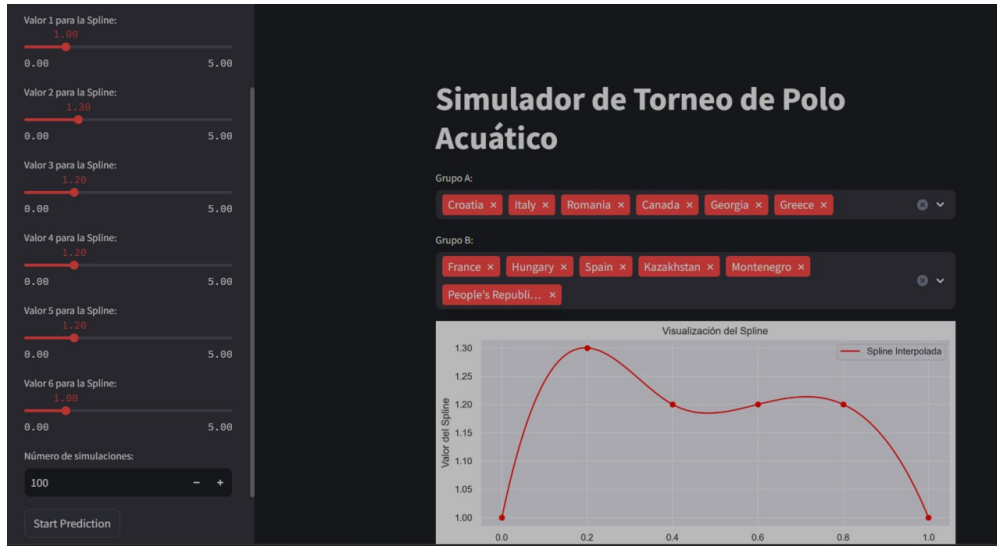 Valor 1 para la Spline:
1.00
0.00 5.00
Valor 2 para la Spline:
1.30
0.00 5.00
Valor 3 para la Spline:
1.20
0.00 5.00
Valor 4 para la Spline:
1.20
0.00 5.00
Valor 5 para la Spline:
1.20
0.00 5.00
Valor 6 para la Spline:
1.00
0.00 5.00
Número de simulaciones:
100 - +
Start Prediction
Simulador de Torneo de Polo
Acuático
Grupo A:
Croatia × Italy × Romania × Canada × Georgia × Greece ×
Grupo B:
France × Hungary × Spain × Kazakhstan × Montenegro ×
People's Republi... ×
Visualización del Spline
Spline Interpolada
Valor del Spline
1.30
1.25
1.20
1.15
1.10
1.05
1.00
0.0 0.2 0.4 0.6 0.8 1.0